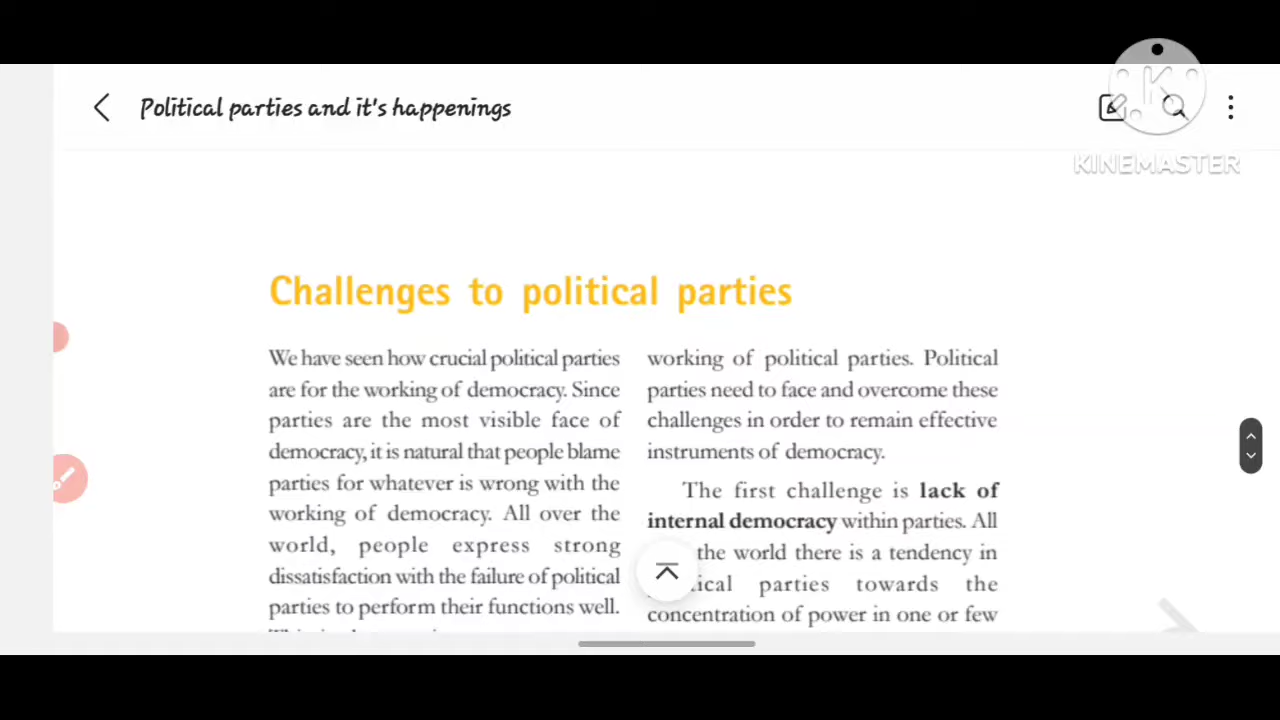 Political parties and it's happenings
KINEMASTER
Challenges to political parties
We have seen how crucial political parties
are for the working of democracy. Since
parties are the most visible face of
democracy, it is natural that people blame
parties for whatever is wrong with the
working of democracy. All over the
world, people express strong
dissatisfaction with the failure of political
parties to perform their functions well.
working of political parties. Political
parties need to face and overcome these
challenges in order to remain effective
instruments of democracy.
The first challenge is lack of
internal democracy within parties. All
the world there is a tendency in
parties towards the
concentration of power in one or few